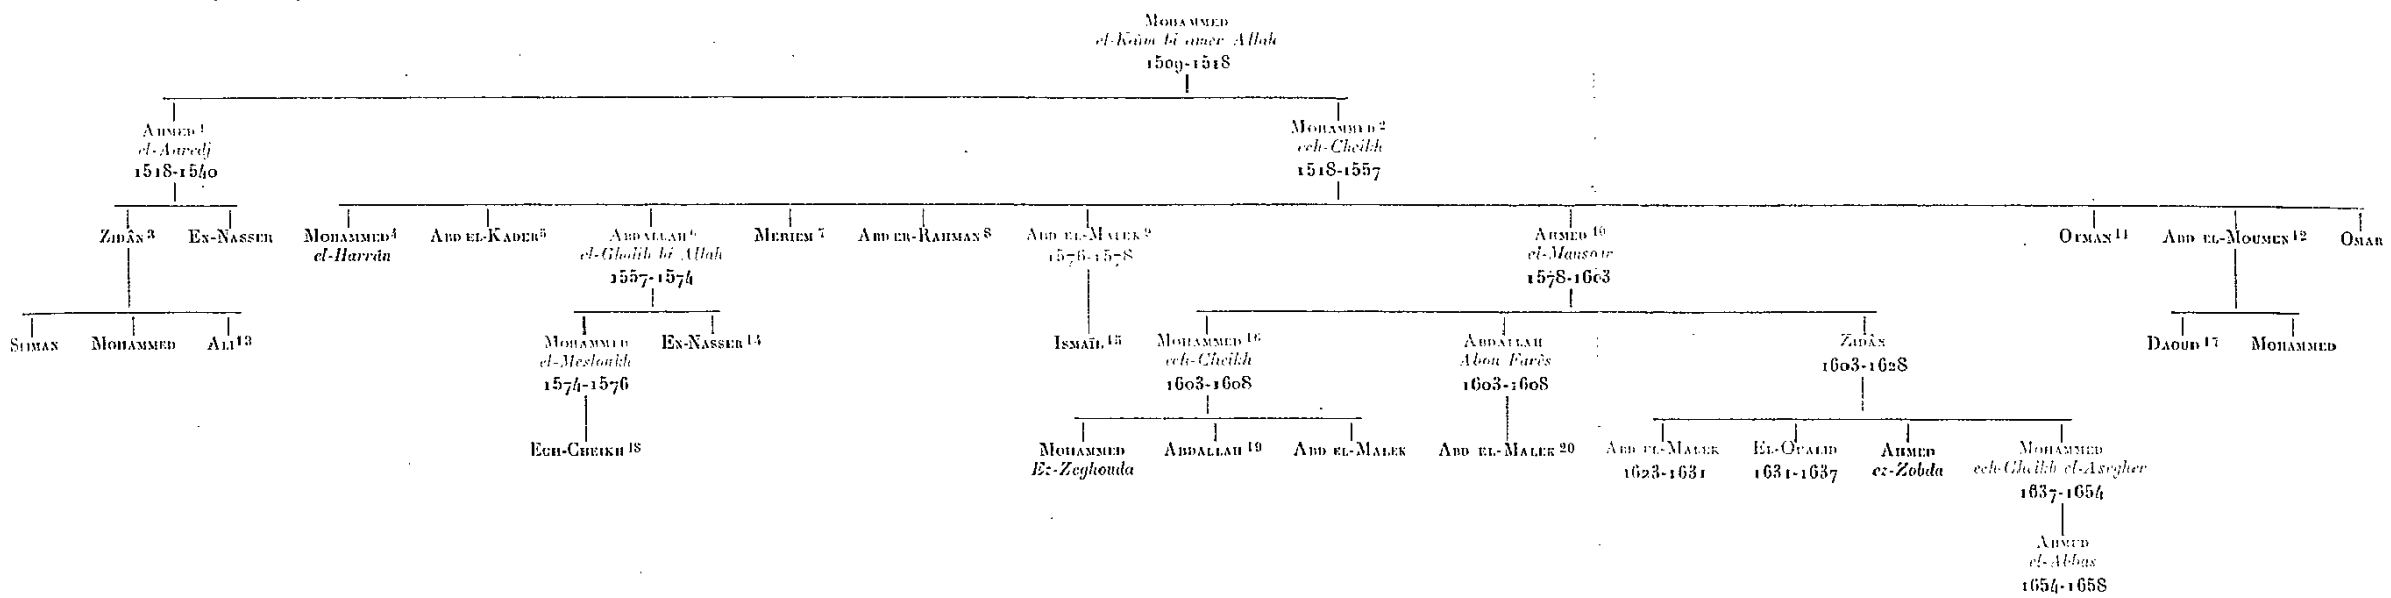 Mohammed
el-Kâim bi amer Allah
1509-1518
Ahmed 1
el-Aaredj
1518-1540
Mohammed 2
ech-Cheikh
1518-1557
Zidân 3
En-Nasser
Mohammed 4
el-Harrân
Abd el-Kader 5
Abdallah 6
el-Ghalib bi Allah
1557-1574
Meriem 7
Abd er-Rahman 8
Abd el-Malek 9
1576-1578
Ahmed 10
el-Mansour
1578-1603
Otman 11
Abd el-Moumen 12
Omar
Sliman
Mohammed
Ali 13
Mohammed
el-Mesloukh
1574-1576
En-Nasser 14
Ismaïl 15
Mohammed 16
ech-Cheikh
1603-1608
Abdallah
Abou Farès
1603-1608
Zidân
1603-1628
Daoud 17
Mohammed
Ech-Cheikh 18
Mohammed
Ez-Zeghouda
Abdallah 19
Abd el-Malek
Abd el-Malek 20
Abd el-Malek
1623-1631
El-Oualid
1631-1637
Ahmed
ez-Zobda
Mohammed
ech-Cheikh el-Asegher
1637-1654
Ahmed
el-Abbas
1654-1658